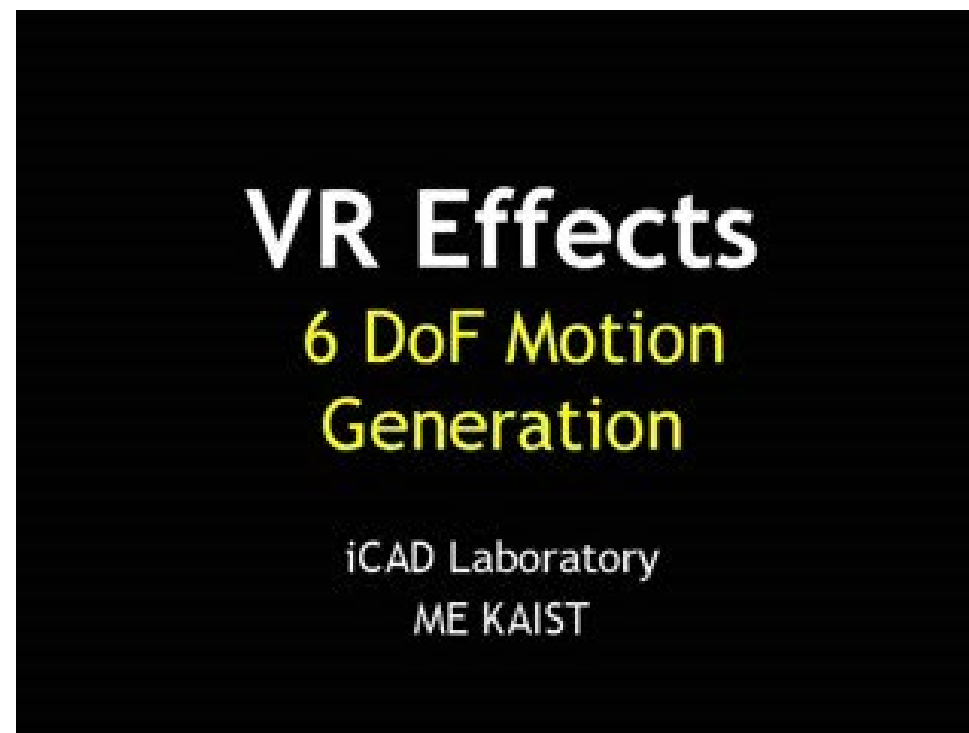 VR Effects
6 DoF Motion
Generation
iCAD Laboratory
ME KAIST